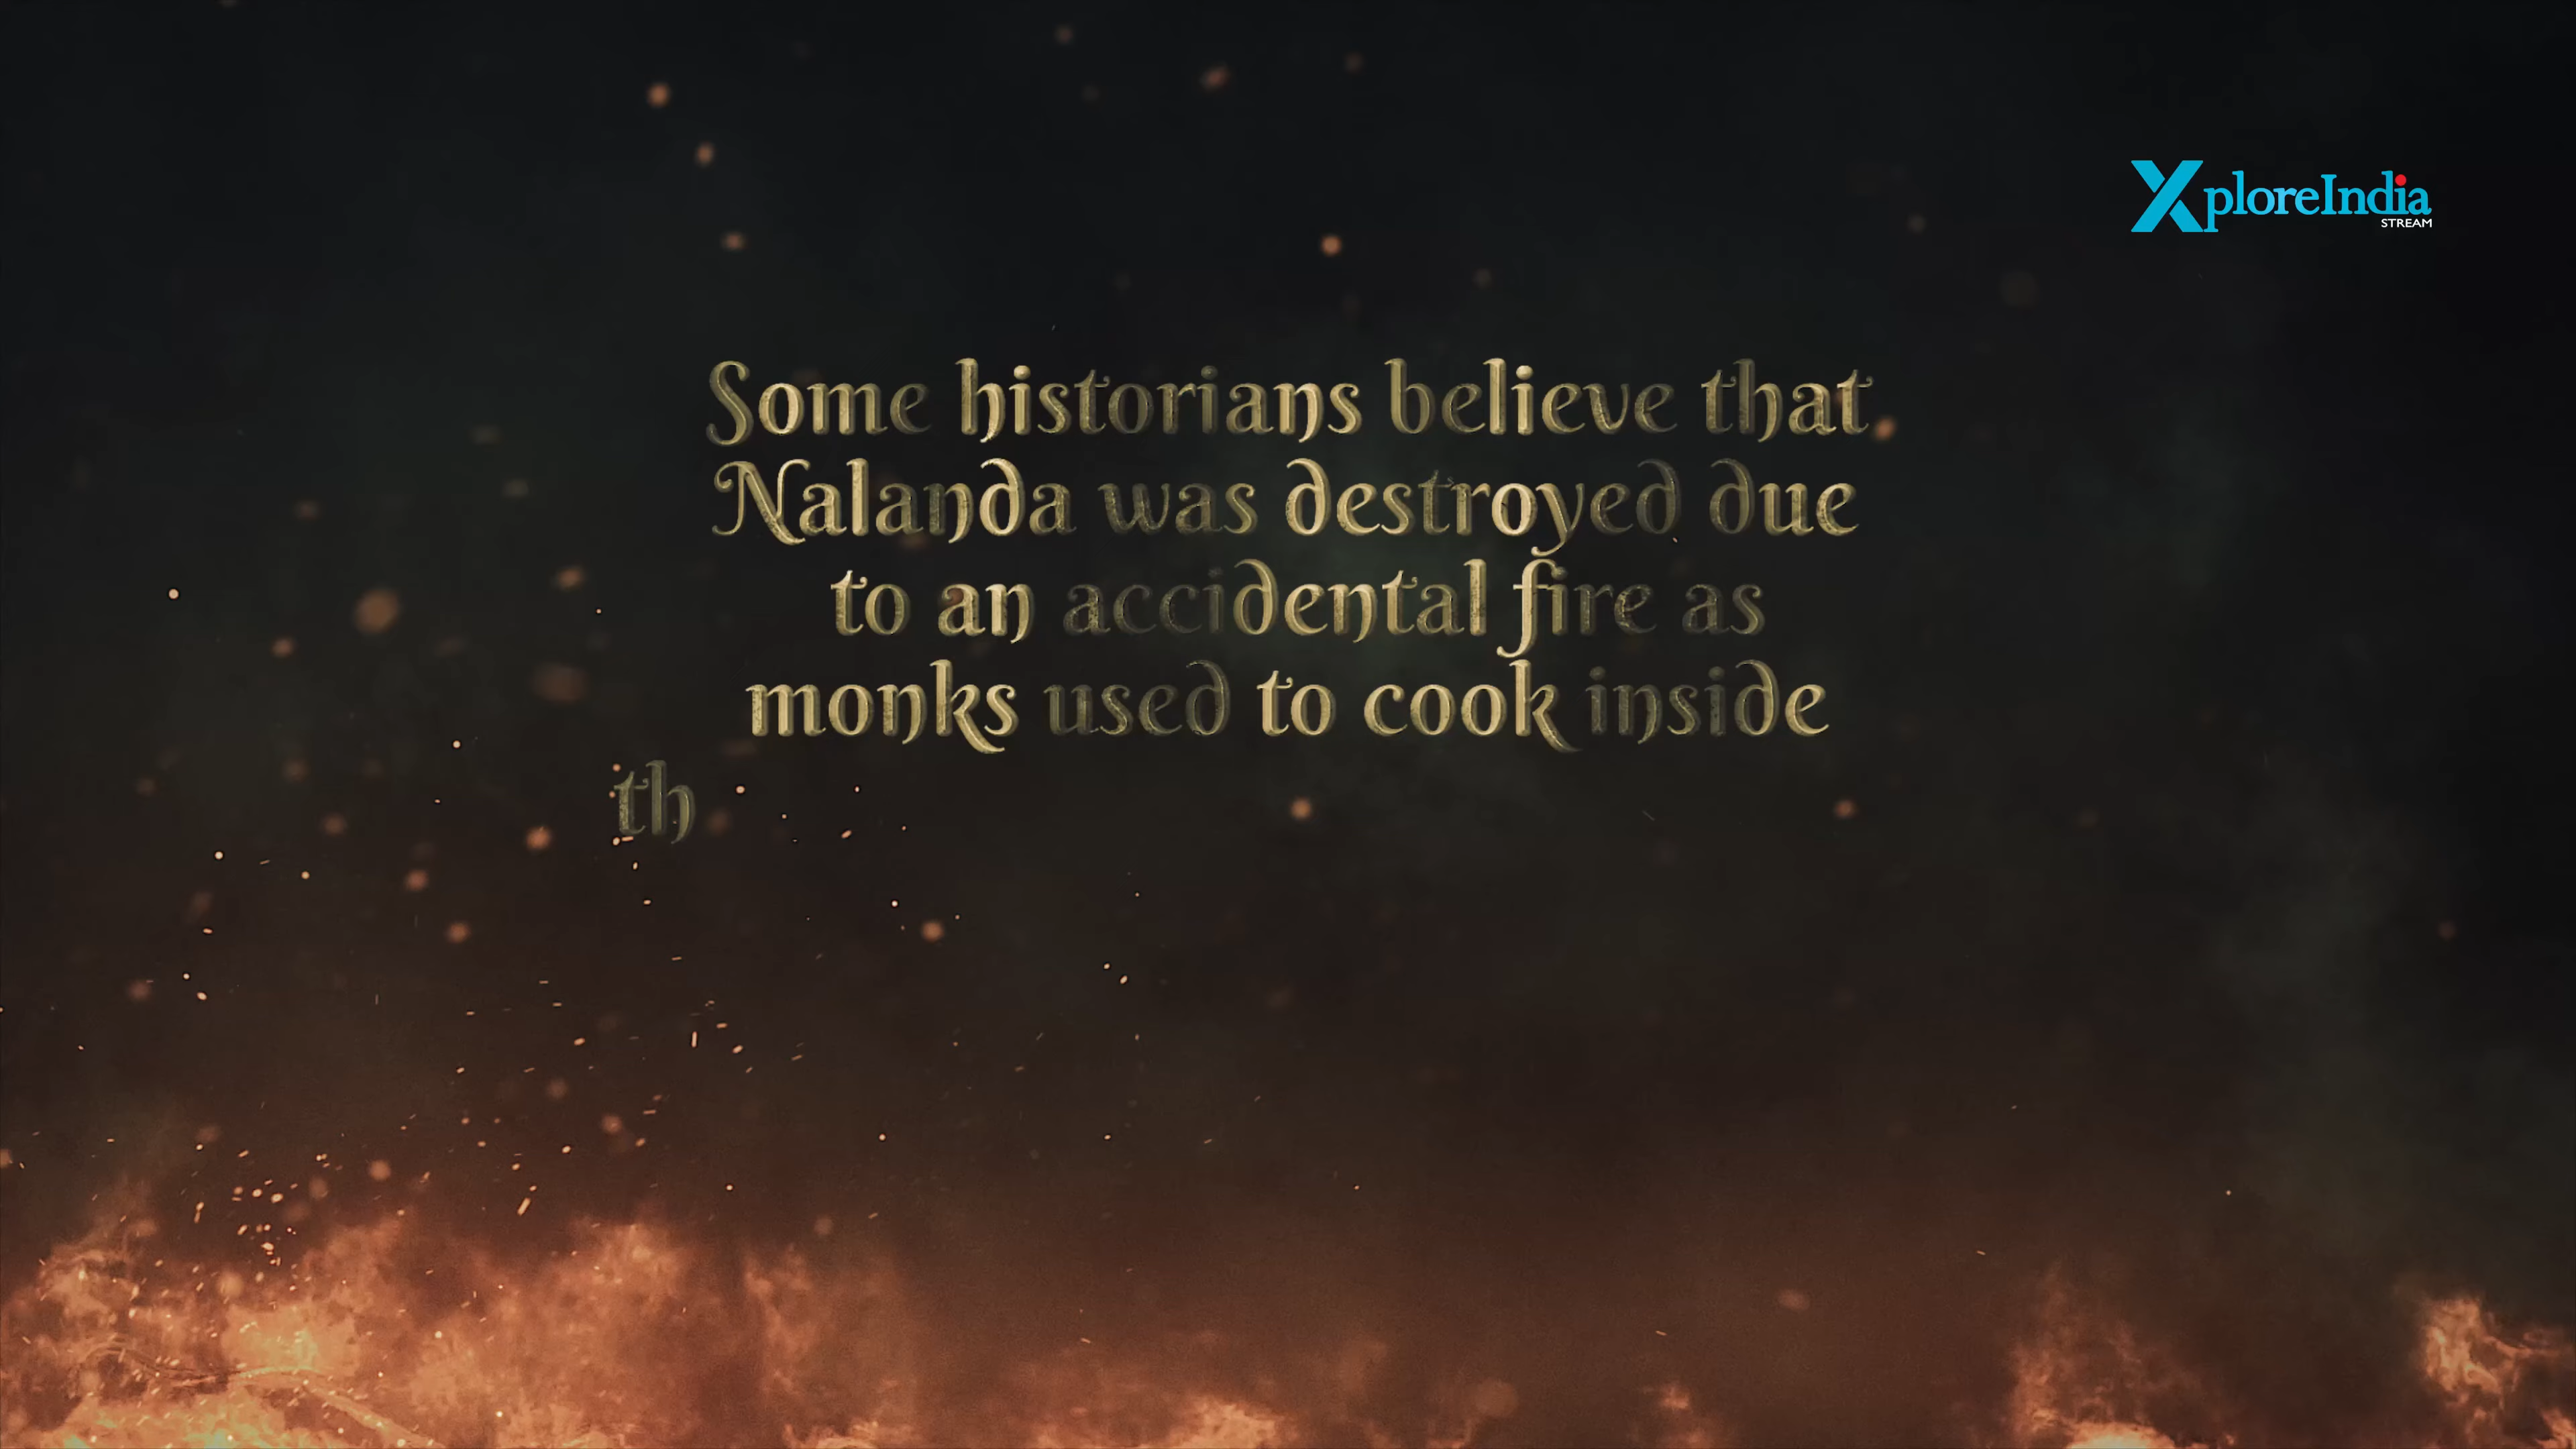 XploreIndia
STREAM
Some historians believe that
Nalanda was destroyed due
to an accidental fire as
monks used to cook inside
th